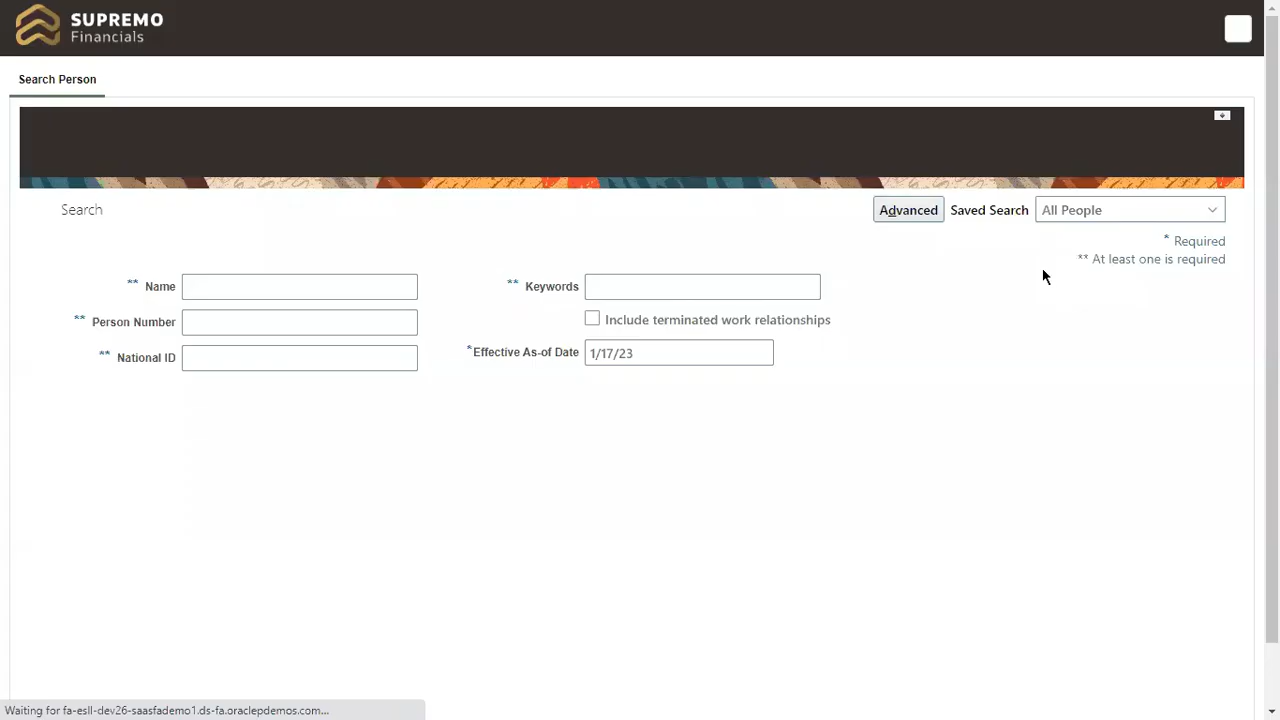 SUPREMO
Financials
Search Person
Search
Advanced Saved Search All People
* Required
** At least one is required
** Name
** Keywords
** Person Number
Include terminated work relationships
** National ID
*Effective As-of Date 1/17/23
Waiting for fa-esll-dev26-saasfademo1.ds-fa.oraclepdemos.com...